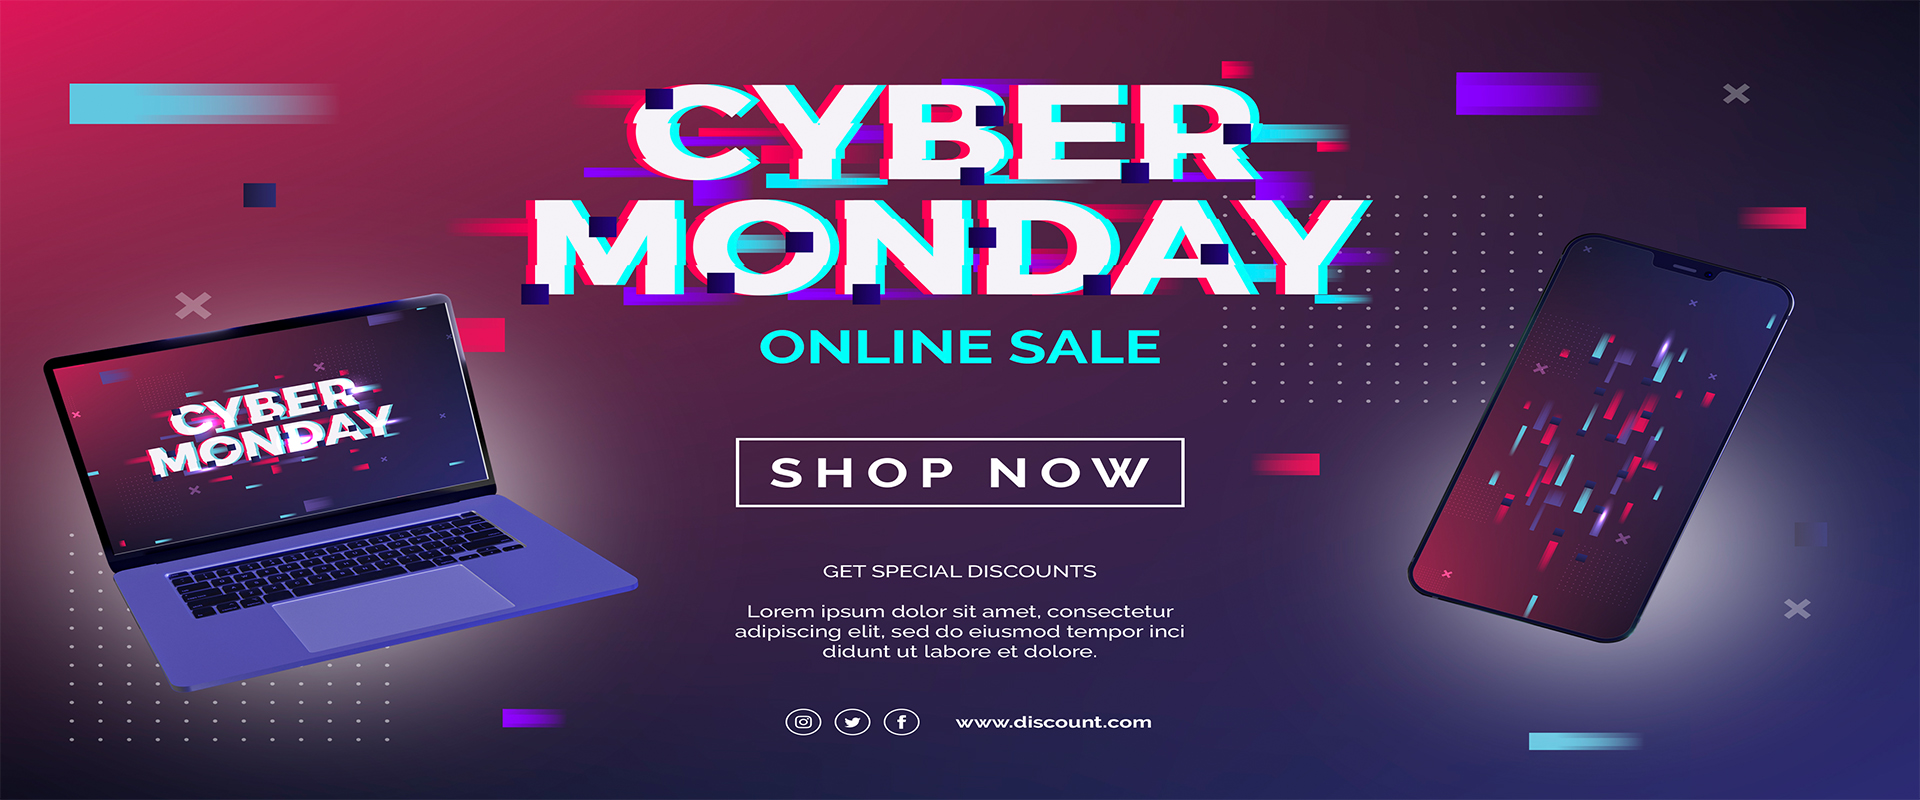 CYBER
MONDAY
ONLINE SALE
CYBER
MONDAY
SHOP NOW
GET SPECIAL DISCOUNTS
Lorem ipsum dolor sit amet, consectetur
adipiscing elit, sed do eiusmod tempor inci
didunt ut labore et dolore.
www.discount.com